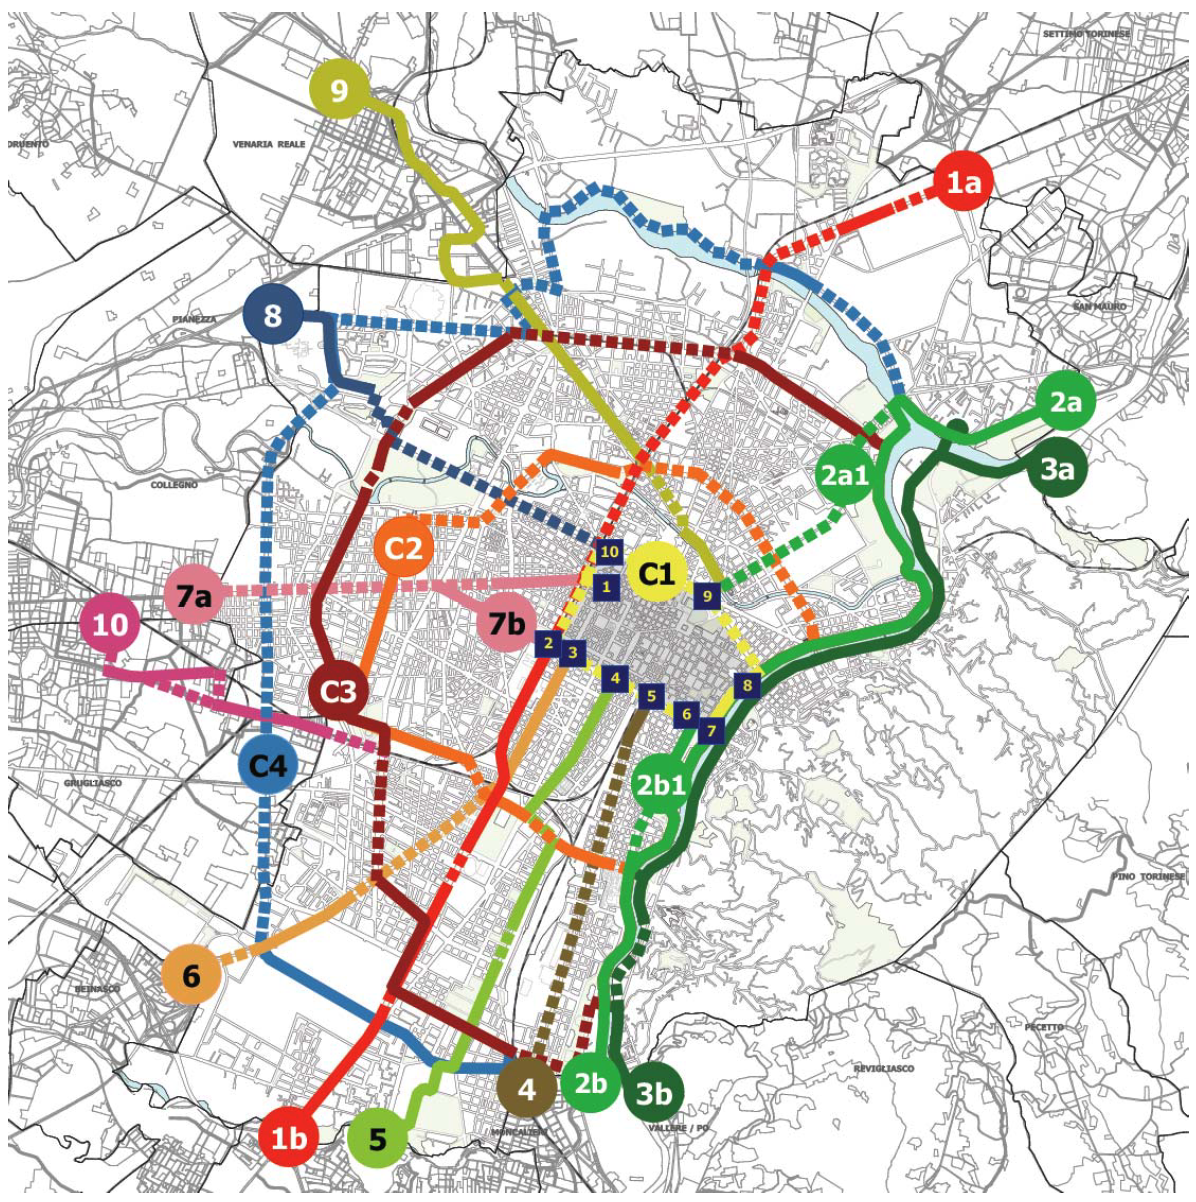 SETTIMO TORINESE
9
VENARIA REALE
1a
8
PIANEZZA
SAN MAURO
2a
3a
2a1
COLLEGNO
C2
10
1
C1
9
7a
7b
10
2
3
4
5
6
7
8
C3
C4
2b1
GRUGLIASCO
PINO TORINESE
6
BEINASCO
PECETTO
REVIGLIASCO
4
2b
3b
1b
5
MONCALIERI
VALLERE / PO